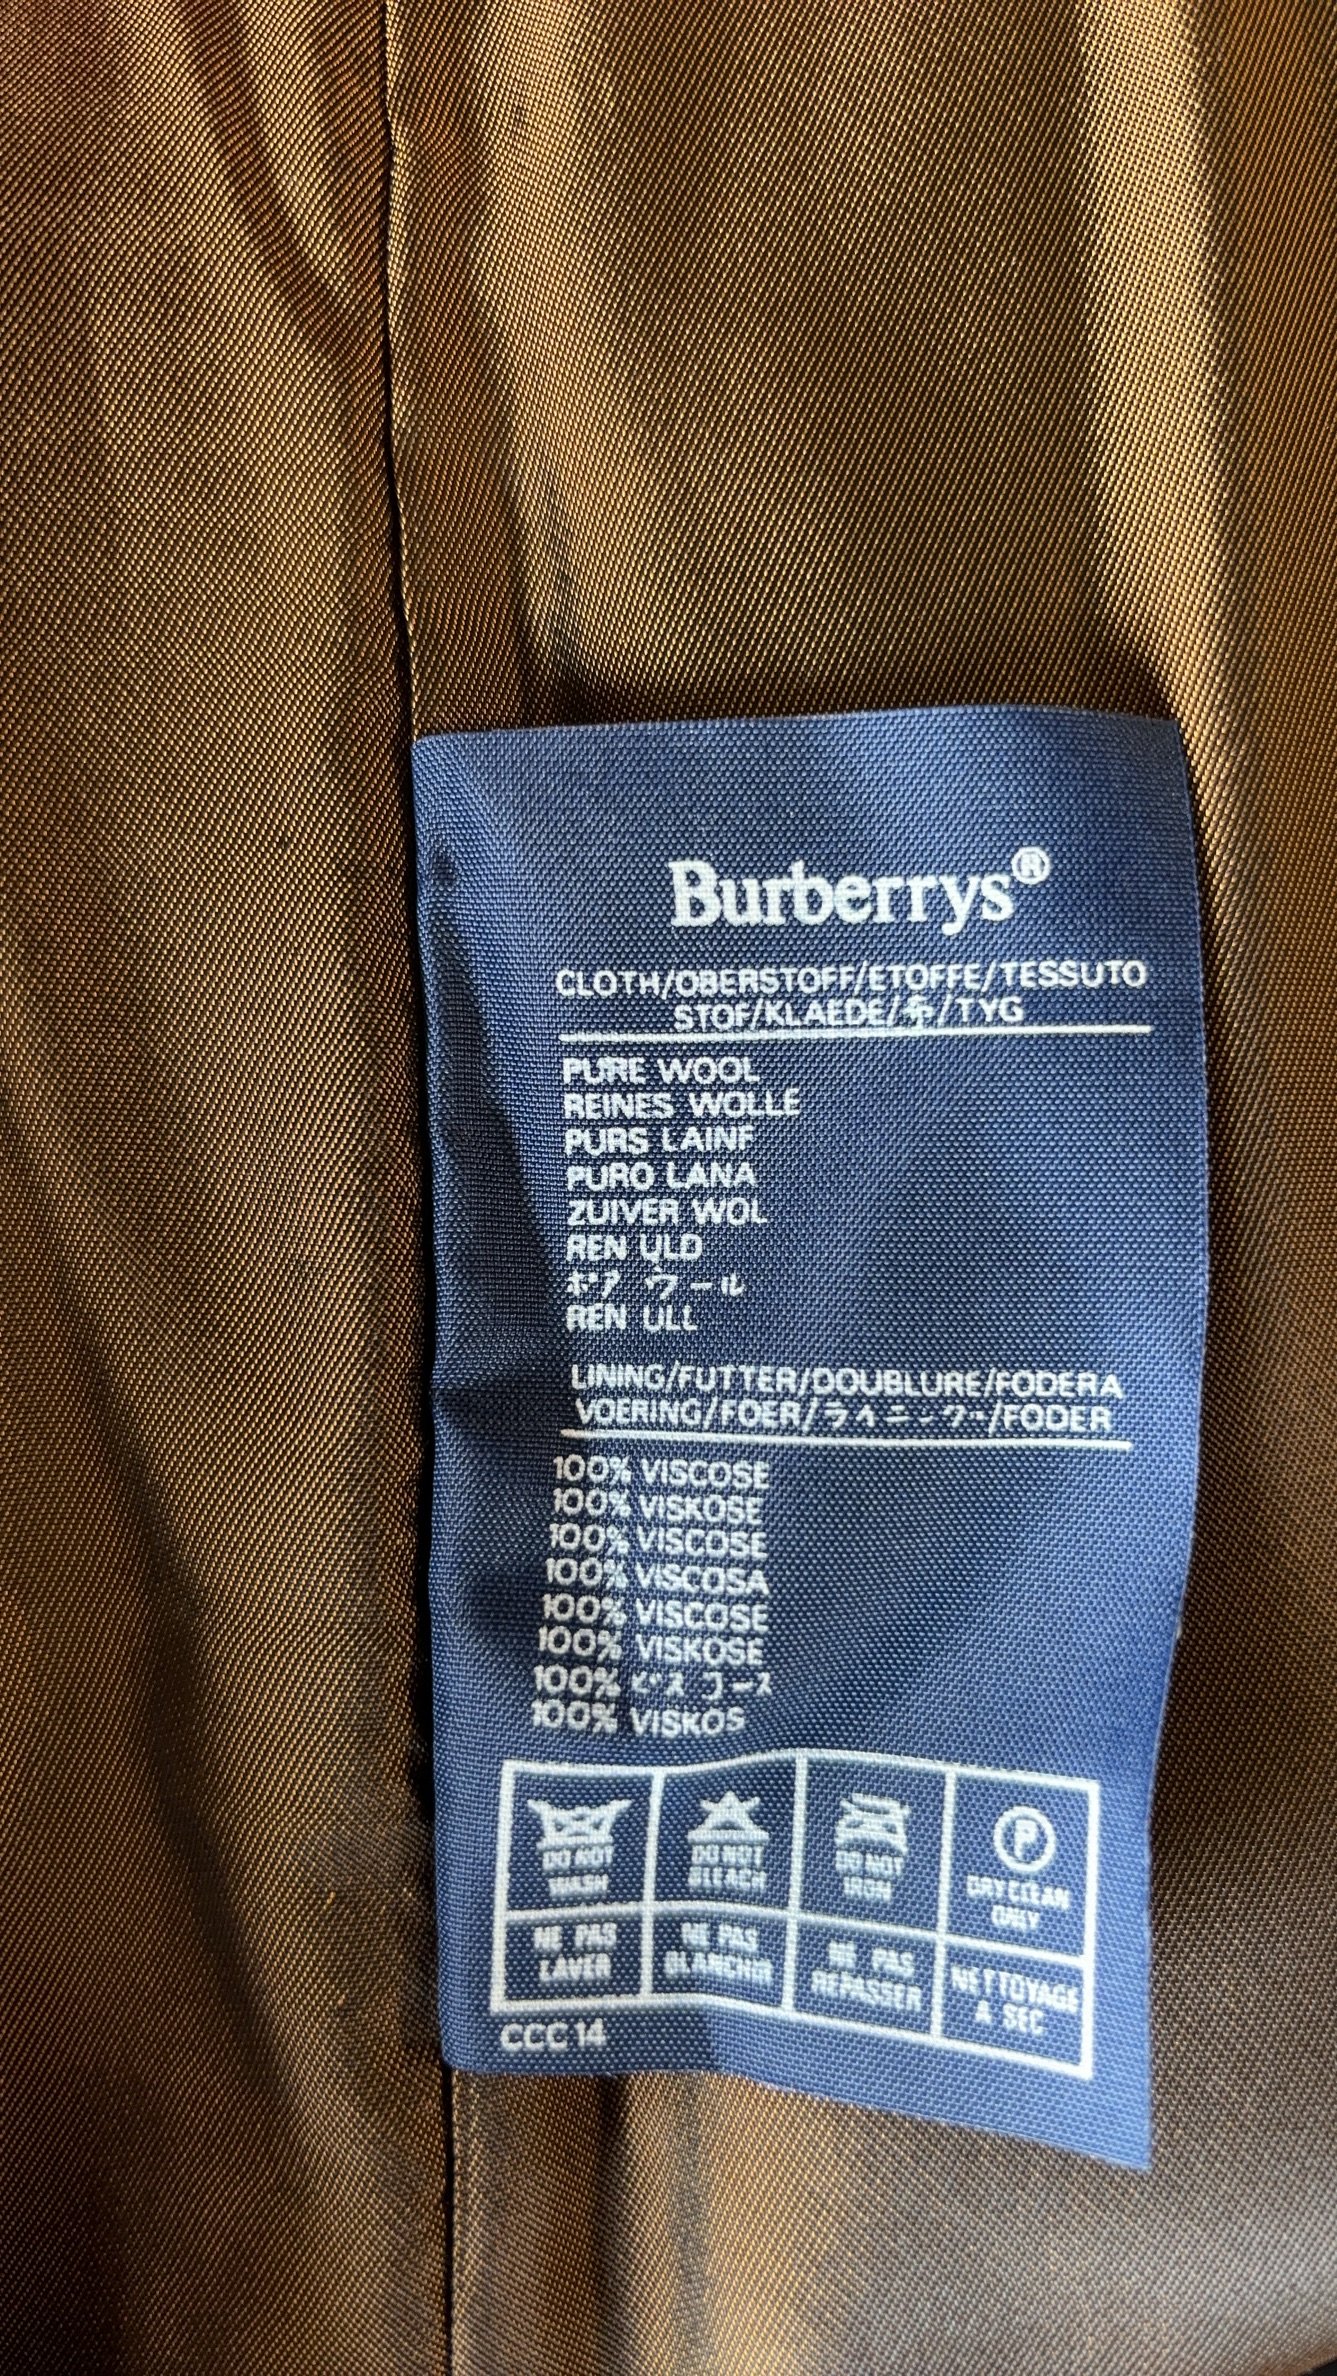 Burberrys®
CLOTH/OBERSTOFF/ETOFFE/TESSUTO
STOF/KLAEDE/布/TYG
PURE WOOL
REINES WOLLE
PURS LAINF
PURO LANA
ZUIVER WOL
REN ULD
ホア ウール
REN ULL
LINING/FUTTER/DOUBLURE/FODERA
VOERING/FOER/ライニング/FODER
100% VISCOSE
100% VISKOSE
100% VISCOSE
100% VISCOSA
100% VISCOSE
100% VISKOSE
100% ビスコース
100% VISKOS
DO NOT WASH
DO NOT BLEACH
DO NOT IRON
P
DRY CLEAN ONLY
NE PAS LAVER
NE PAS BLANCHIR
NE PAS REPASSER
NETTOYAGE A SEC
CCC 14